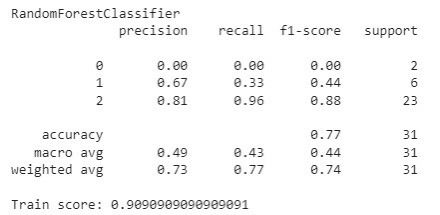 RandomForestClassifier
precision recall f1-score support
0 0.00 0.00 0.00 2
1 0.67 0.33 0.44 6
2 0.81 0.96 0.88 23
accuracy 0.77 31
macro avg 0.49 0.43 0.44 31
weighted avg 0.73 0.77 0.74 31
Train score: 0.9090909090909091